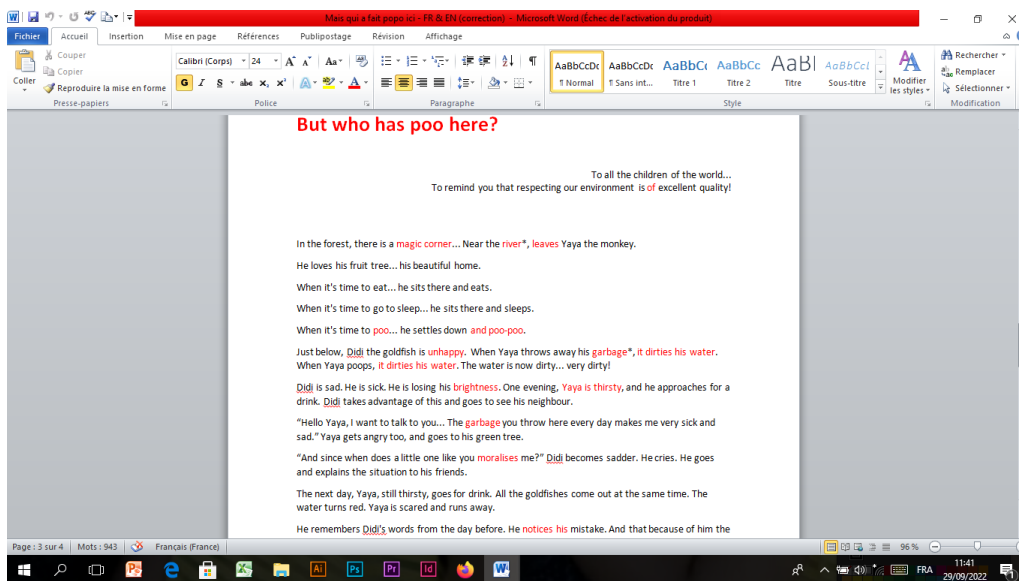 Mais qui a fait popo ici - FR & EN (correction) - Microsoft Word (Échec de l'activation du produit)
Fichier Accueil Insertion Mise en page Références Publipostage Révision Affichage
Coller
Couper
Copier
Reproduire la mise en forme
Presse-papiers
Calibri (Corps) 24
G I S abc
Police
Paragraphe
AaBbCcDc AaBbCcDc AaBbC AaBbCc AaBl AaBbCcl
¶ Normal ¶ Sans int... Titre 1 Titre 2 Titre Sous-titre
Style
Modifier les styles
Rechercher
Remplacer
Sélectionner
Modification
But who has poo here?
To all the children of the world...
To remind you that respecting our environment is of excellent quality!
In the forest, there is a magic corner... Near the river*, leaves Yaya the monkey.
He loves his fruit tree... his beautiful home.
When it's time to eat... he sits there and eats.
When it's time to go to sleep... he sits there and sleeps.
When it's time to poo... he settles down and poo-poo.
Just below, Didi the goldfish is unhappy. When Yaya throws away his garbage*, it dirties his water.
When Yaya poops, it dirties his water. The water is now dirty... very dirty!
Didi is sad. He is sick. He is losing his brightness. One evening, Yaya is thirsty, and he approaches for a
drink. Didi takes advantage of this and goes to see his neighbour.
“Hello Yaya, I want to talk to you... The garbage you throw here every day makes me very sick and
sad.” Yaya gets angry too, and goes to his green tree.
“And since when does a little one like you moralises me?” Didi becomes sadder. He cries. He goes
and explains the situation to his friends.
The next day, Yaya, still thirsty, goes for drink. All the goldfishes come out at the same time. The
water turns red. Yaya is scared and runs away.
He remembers Didi's words from the day before. He notices his mistake. And that because of him the
Page : 3 sur 4 Mots : 943 Français (France) 96 %
FRA
11:41
29/09/2022